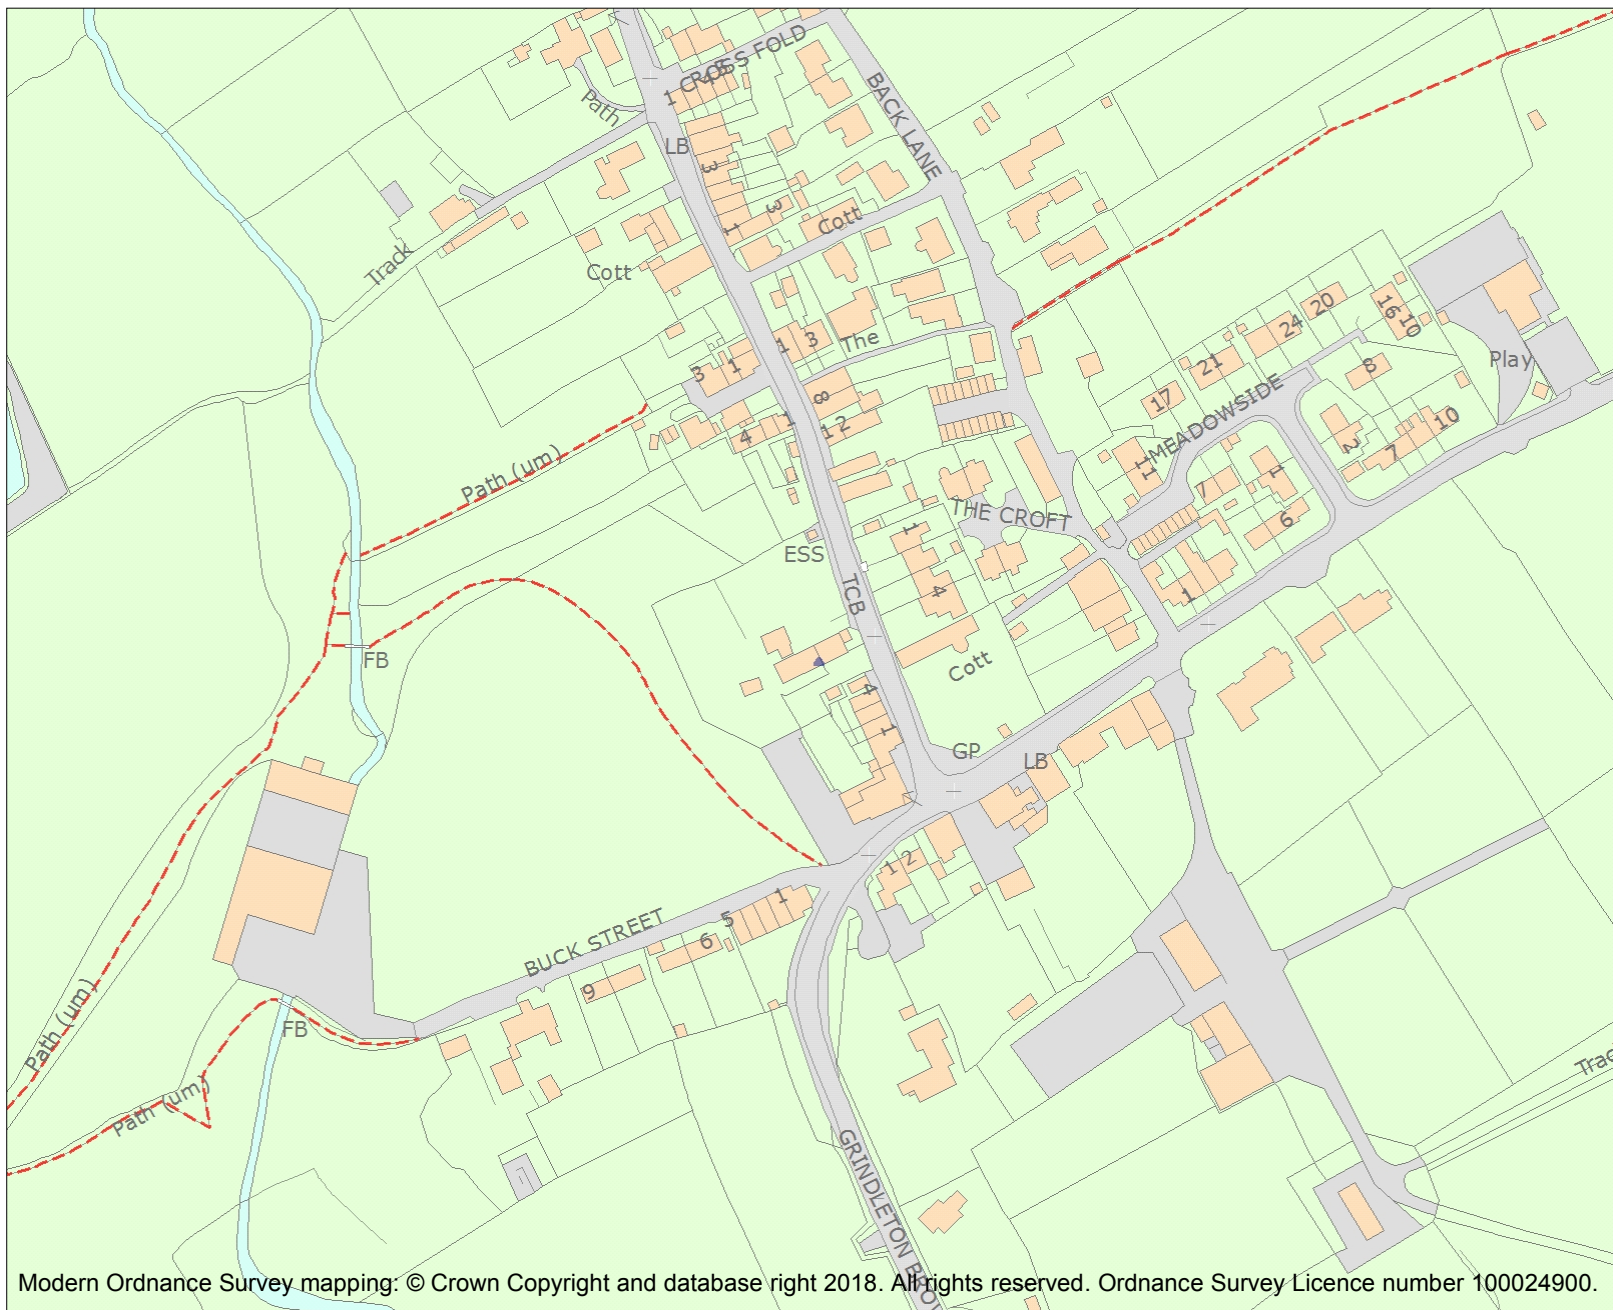 CROSS FOLD
1
4
5
Path
BACK LANE
LB
3
3
1
Cott
Cott
Track
1
3
The
20
24
16
10
21
8
Play
3
1
17
MEADOWSIDE
8
1
4
1 2
2
10
7
11
Path (um)
7
1
THE CROFT
1
6
ESS
TCB
4
1
FB
Cott
4
1
GP
LB
1 2
BUCK STREET
1
5
6
9
FB
Path (um)
Path (um)
GRINDLETON BROW
Modern Ordnance Survey mapping: © Crown Copyright and database right 2018. All rights reserved. Ordnance Survey Licence number 100024900.